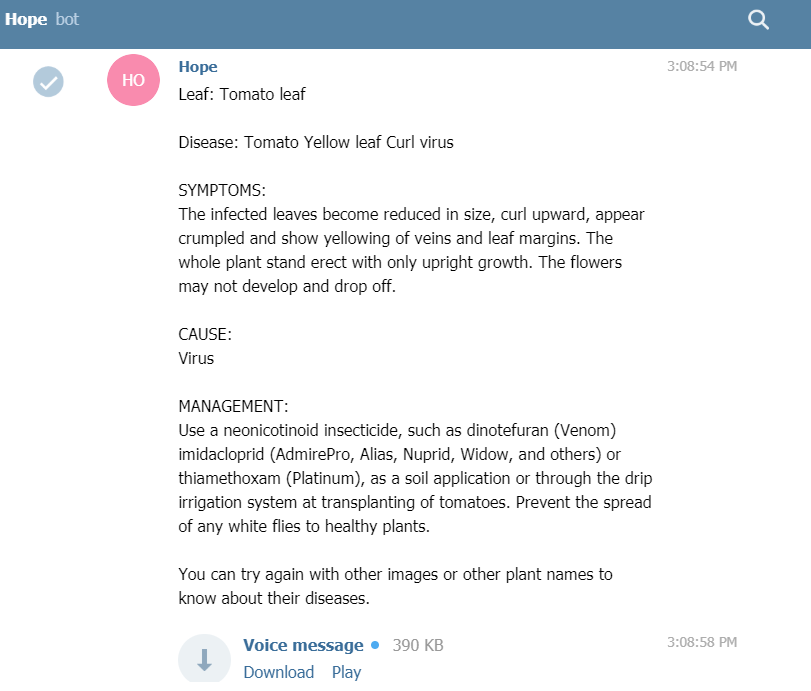 Hope bot
Hope 3:08:54 PM
HO
Leaf: Tomato leaf
Disease: Tomato Yellow leaf Curl virus
SYMPTOMS:
The infected leaves become reduced in size, curl upward, appear
crumpled and show yellowing of veins and leaf margins. The
whole plant stand erect with only upright growth. The flowers
may not develop and drop off.
CAUSE:
Virus
MANAGEMENT:
Use a neonicotinoid insecticide, such as dinotefuran (Venom)
imidacloprid (AdmirePro, Alias, Nuprid, Widow, and others) or
thiamethoxam (Platinum), as a soil application or through the drip
irrigation system at transplanting of tomatoes. Prevent the spread
of any white flies to healthy plants.
You can try again with other images or other plant names to
know about their diseases.
Voice message 390 KB 3:08:58 PM
Download Play